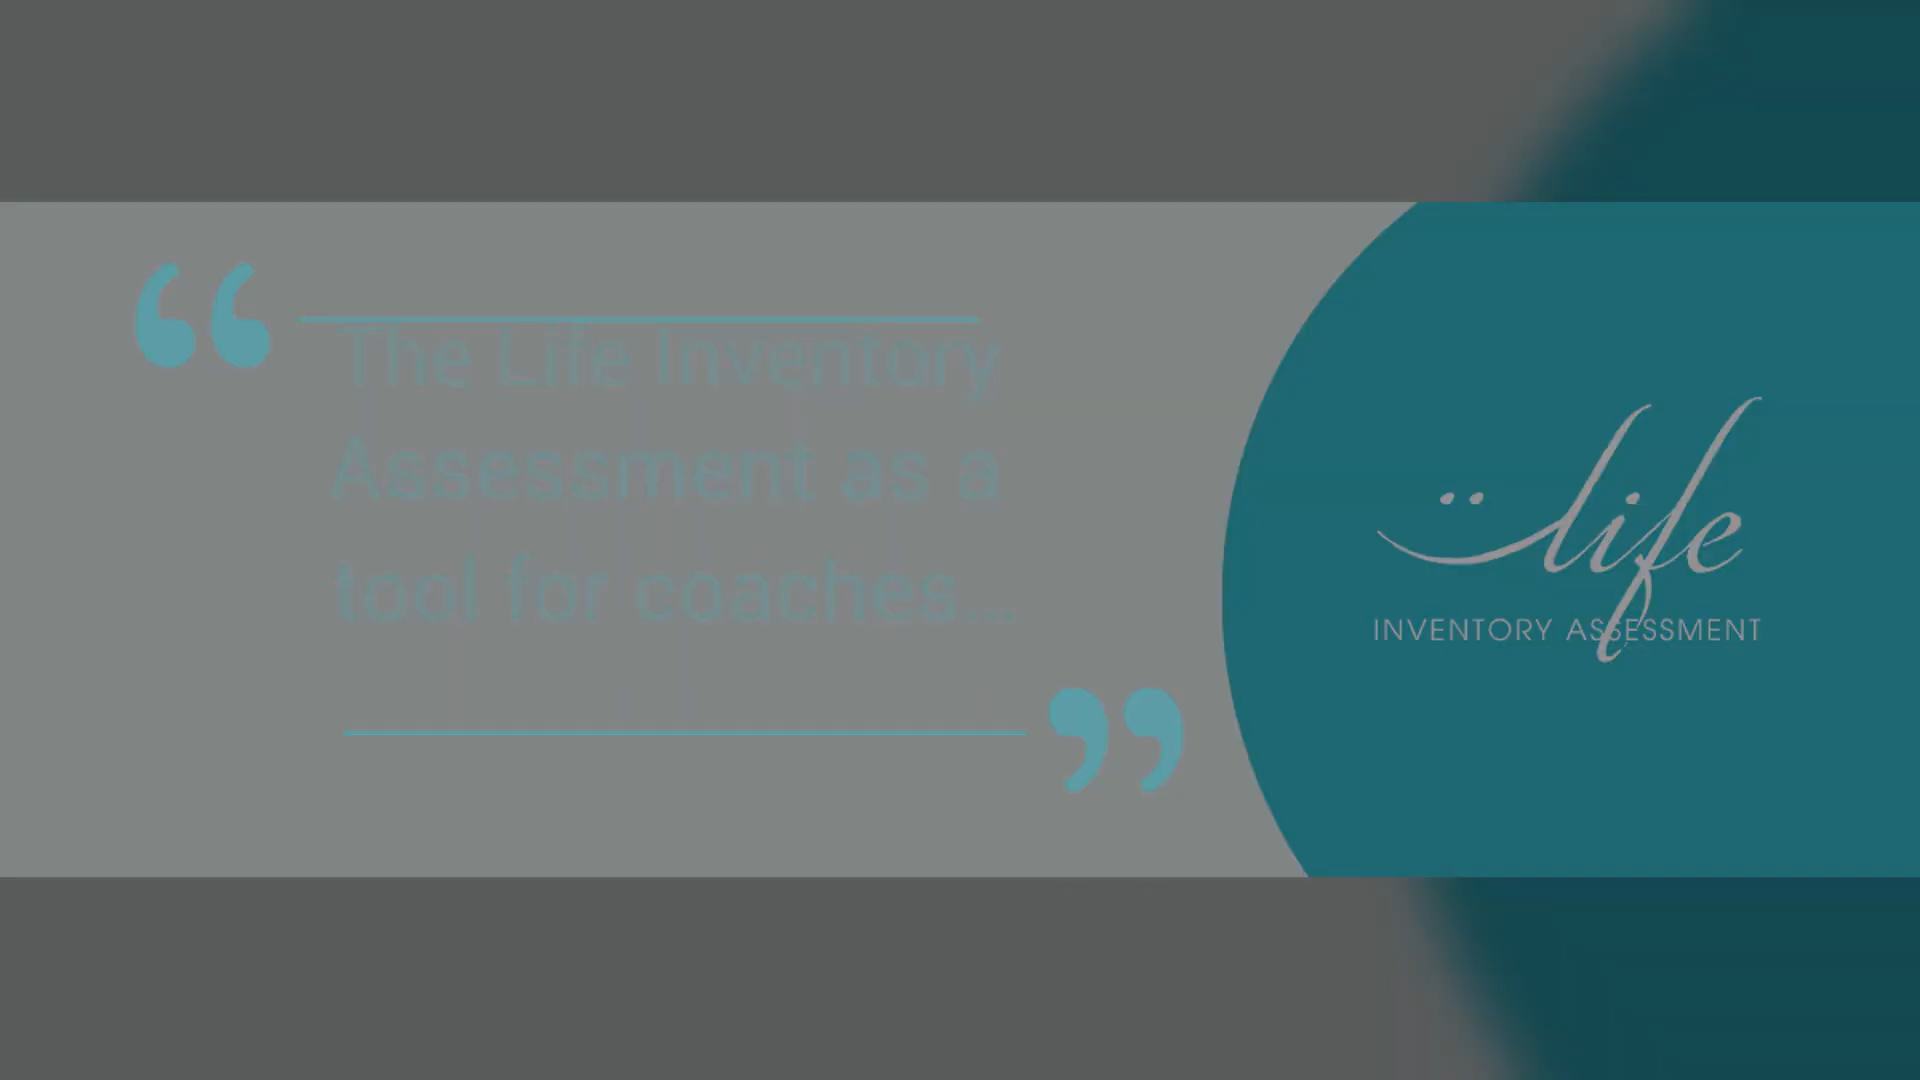 The Life Inventory
Assessment as a
tool for coaches...
life
INVENTORY ASSESSMENT